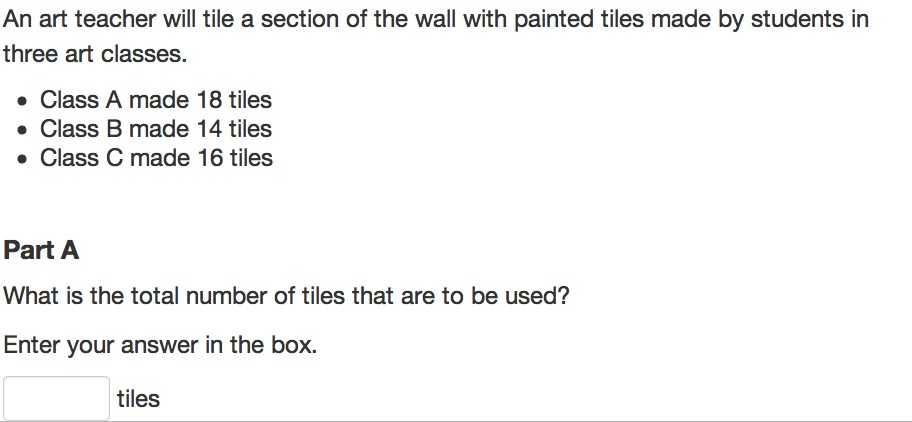 An art teacher will tile a section of the wall with painted tiles made by students in
three art classes.
• Class A made 18 tiles
• Class B made 14 tiles
• Class C made 16 tiles
Part A
What is the total number of tiles that are to be used?
Enter your answer in the box.
tiles